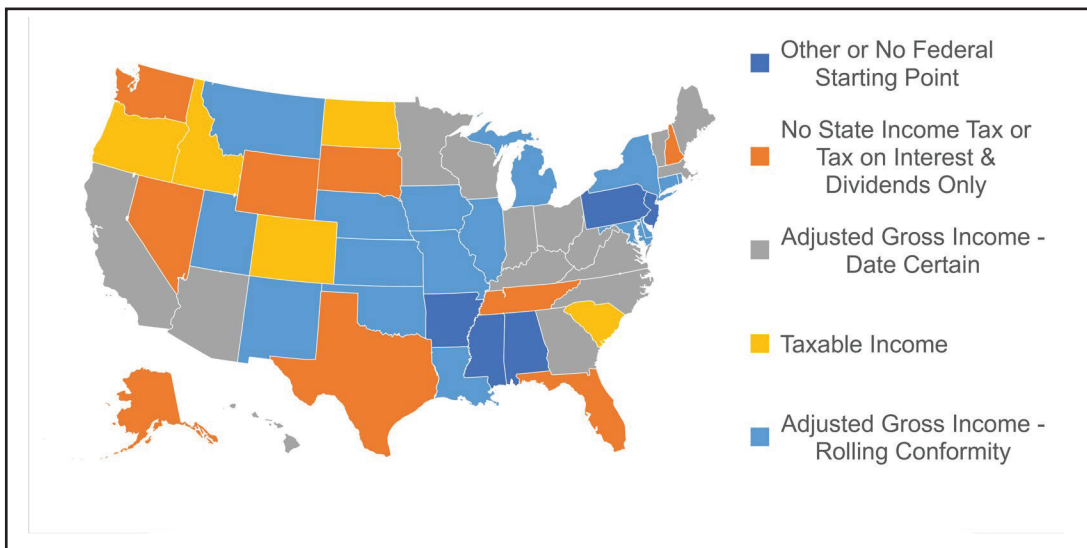 Other or No Federal
Starting Point
No State Income Tax or
Tax on Interest &
Dividends Only
Adjusted Gross Income -
Date Certain
Taxable Income
Adjusted Gross Income -
Rolling Conformity